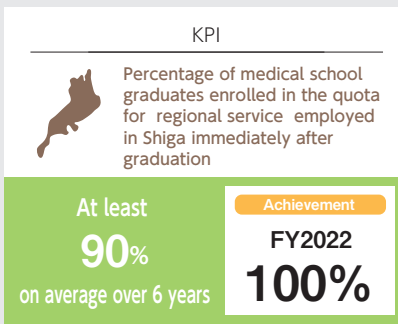 KPI
Percentage of medical school
graduates enrolled in the quota
for regional service employed
in Shiga immediately after
graduation
At least
90%
on average over 6 years
Achievement
FY2022
100%